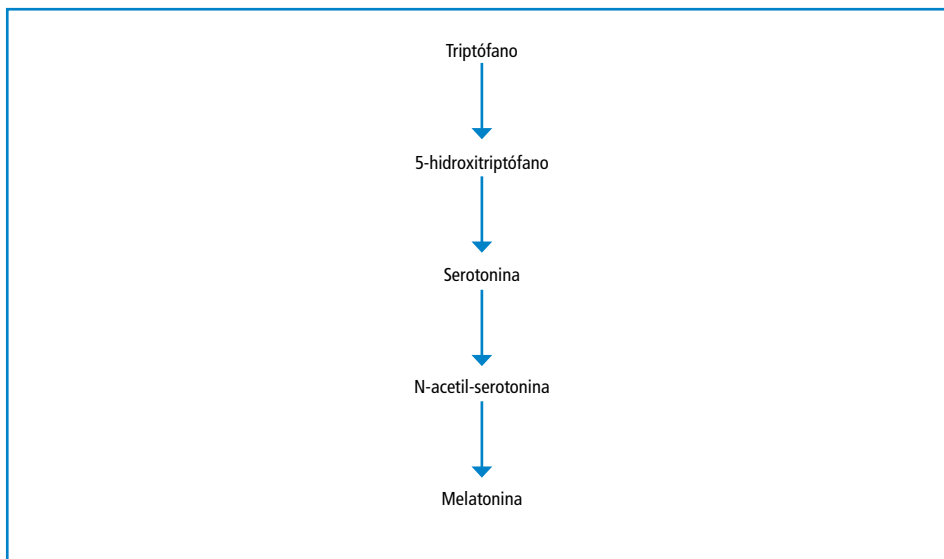 Triptófano
5-hidroxitriptófano
Serotonina
N-acetil-serotonina
Melatonina